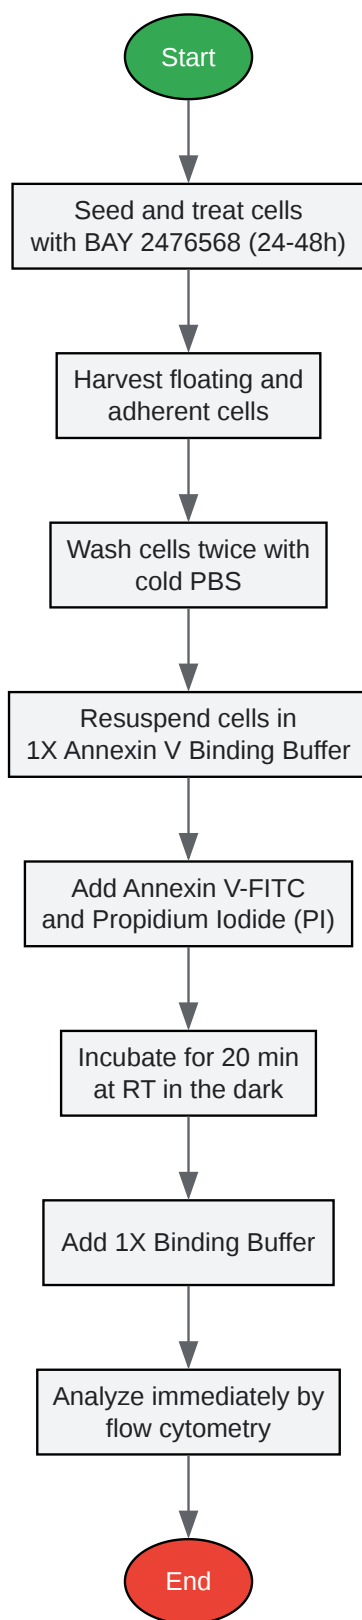 Start
Seed and treat cells
with BAY 2476568 (24-48h)
Harvest floating and
adherent cells
Wash cells twice with
cold PBS
Resuspend cells in
1X Annexin V Binding Buffer
Add Annexin V-FITC
and Propidium Iodide (PI)
Incubate for 20 min
at RT in the dark
Add 1X Binding Buffer
Analyze immediately by
flow cytometry
End